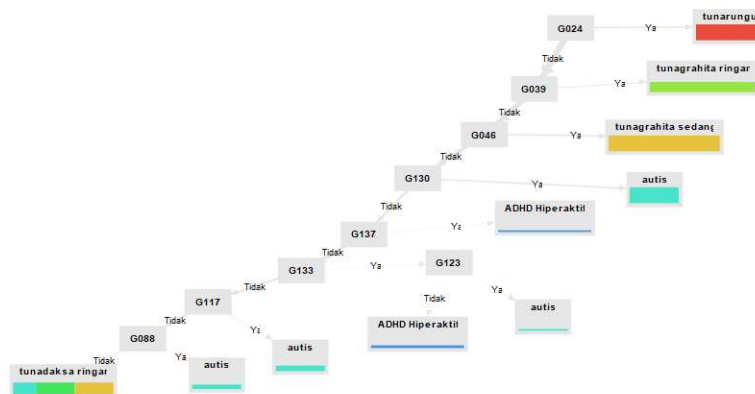 G024
Ya
tunarungu
Tidak
G039
Ya
tunagrahita ringar
Tidak
G046
Ya
tunagrahita sedang
Tidak
G130
Ya
autis
Tidak
G137
Ya
ADHD Hiperaktif
Tidak
G133
Ya
G123
Tidak
Ya
ADHD Hiperaktif
autis
Tidak
G117
Ya
autis
Tidak
G088
Ya
autis
Tidak
tunadaksa ringar